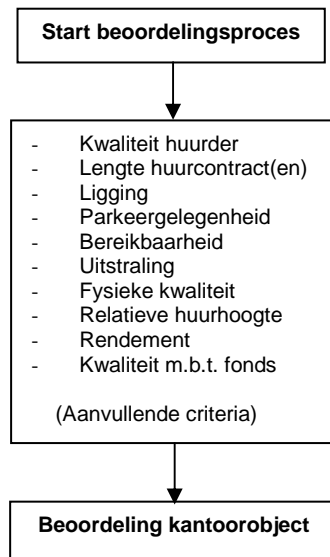 Start beoordelingsproces
- Kwaliteit huurder
- Lengte huurcontract(en)
- Ligging
- Parkeergelegenheid
- Bereikbaarheid
- Uitstraling
- Fysieke kwaliteit
- Relatieve huurhoogte
- Rendement
- Kwaliteit m.b.t. fonds
(Aanvullende criteria)
Beoordeling kantoorobject